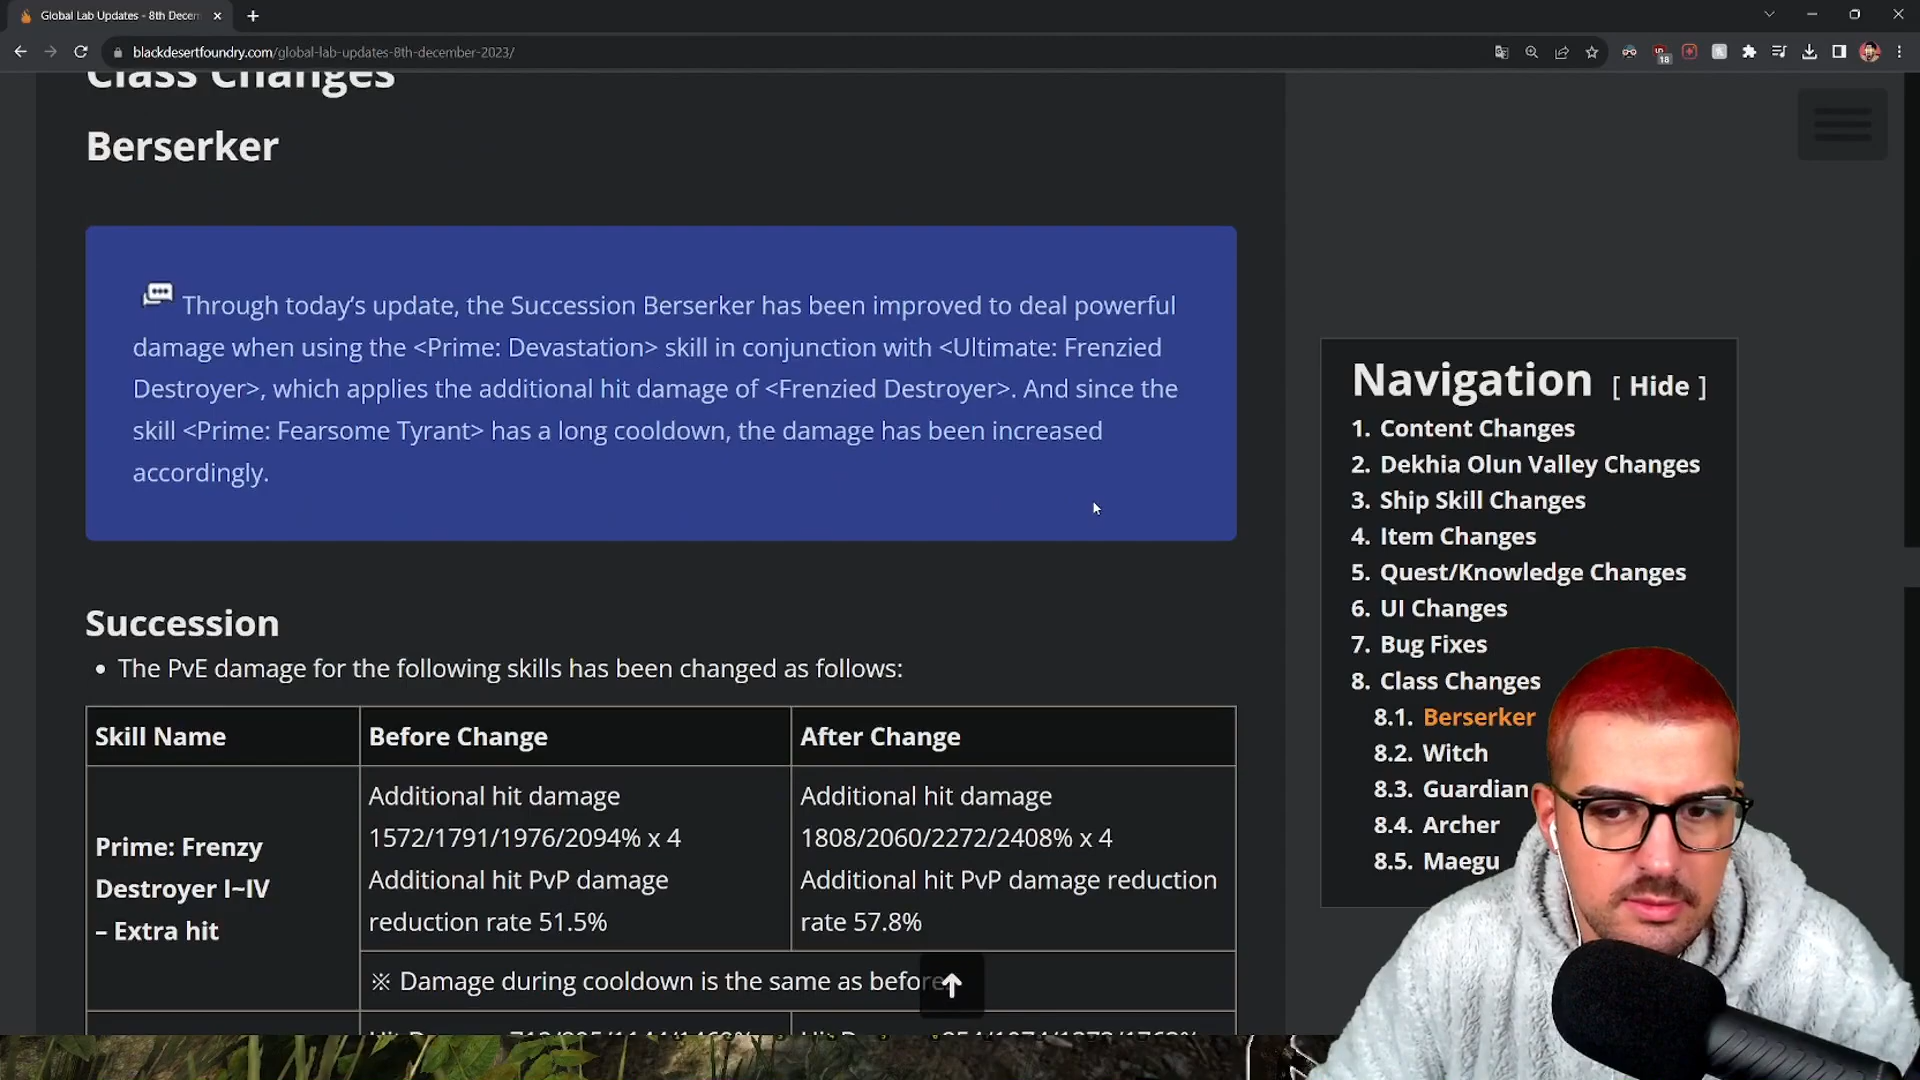 Global Lab Updates - 8th Decem
blackdesertfoundry.com/global-lab-updates-8th-december-2023/
18
Class Changes
Berserker
Through today's update, the Succession Berserker has been improved to deal powerful
damage when using the <Prime: Devastation> skill in conjunction with <Ultimate: Frenzied
Destroyer>, which applies the additional hit damage of <Frenzied Destroyer>. And since the
skill <Prime: Fearsome Tyrant> has a long cooldown, the damage has been increased
accordingly.
Succession
• The PvE damage for the following skills has been changed as follows:
Skill Name Before Change After Change
Prime: Frenzy
Destroyer I~IV
– Extra hit
Additional hit damage
1572/1791/1976/2094% x 4
Additional hit PvP damage
reduction rate 51.5%
Additional hit damage
1808/2060/2272/2408% x 4
Additional hit PvP damage reduction
rate 57.8%
※ Damage during cooldown is the same as before
Navigation [ Hide ]
1. Content Changes
2. Dekhia Olun Valley Changes
3. Ship Skill Changes
4. Item Changes
5. Quest/Knowledge Changes
6. UI Changes
7. Bug Fixes
8. Class Changes
8.1. Berserker
8.2. Witch
8.3. Guardian
8.4. Archer
8.5. Maegu